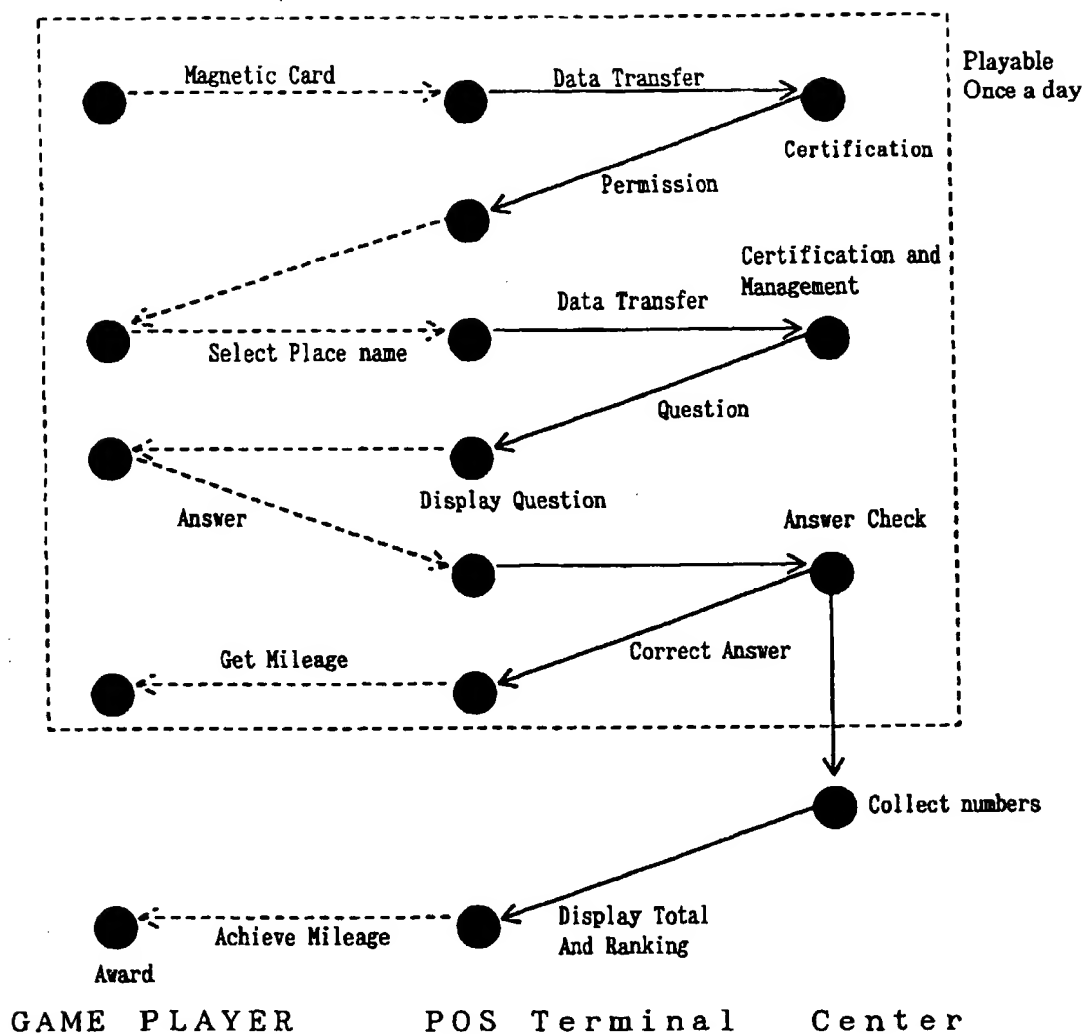 Playable
Once a day
Magnetic Card
Data Transfer
Certification
Permission
Certification and
Management
Data Transfer
Select Place name
Question
Display Question
Answer
Answer Check
Get Mileage
Correct Answer
Collect numbers
Display Total
And Ranking
Achieve Mileage
Award
GAME PLAYER POS Terminal Center